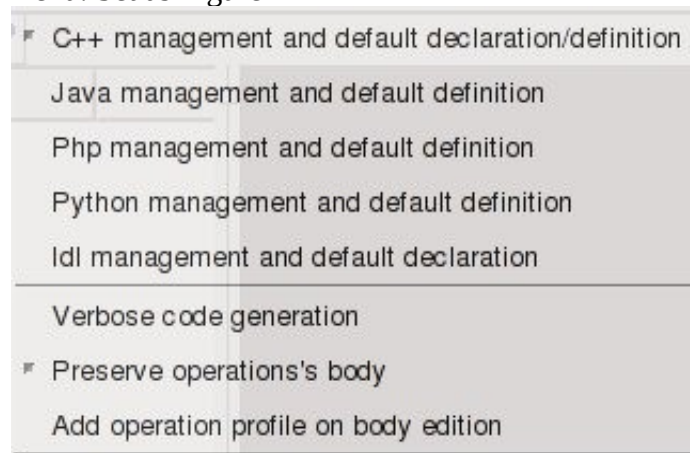 C++ management and default declaration/definition
Java management and default definition
Php management and default definition
Python management and default definition
Idl management and default declaration
Verbose code generation
Preserve operations's body
Add operation profile on body edition